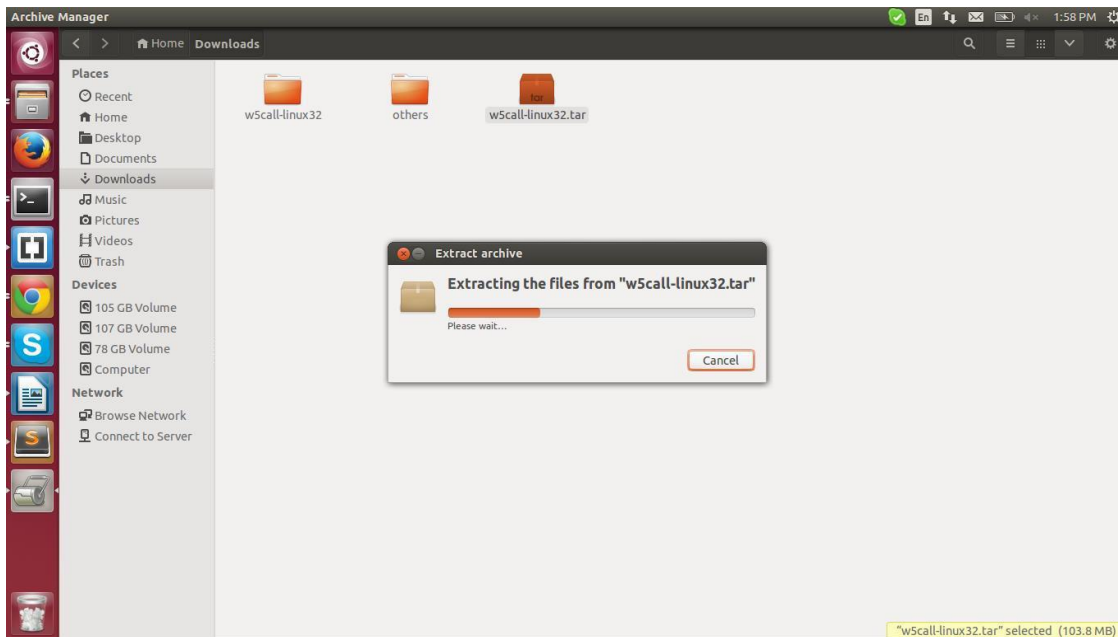 Archive Manager
En
1:58 PM
Home Downloads
Places
Recent
Home
Desktop
Documents
Downloads
Music
Pictures
Videos
Trash
Devices
105 GB Volume
107 GB Volume
78 GB Volume
Computer
Network
Browse Network
Connect to Server
w5call-linux32
others
tar
w5call-linux32.tar
Extract archive
Extracting the files from "w5call-linux32.tar"
Please wait...
Cancel
"w5call-linux32.tar" selected (103.8 MB)